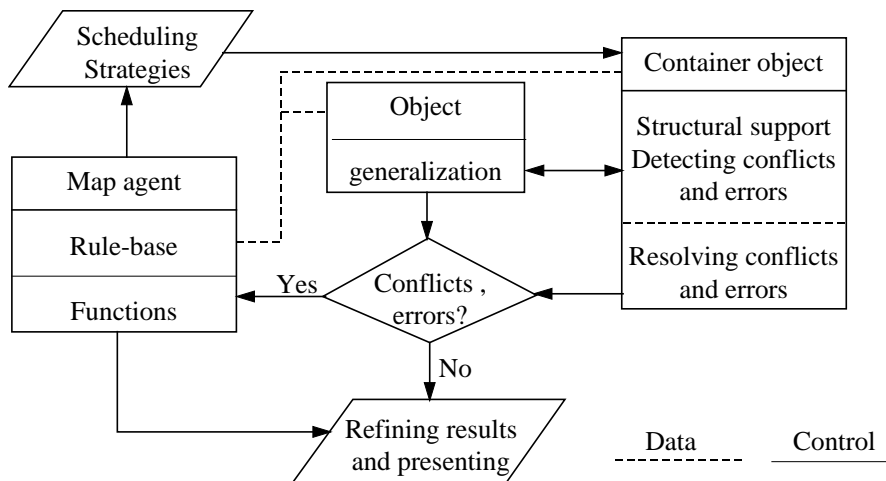 Scheduling
Strategies
Container object
Object
generalization
Structural support
Detecting conflicts
and errors
Map agent
Rule-base
Functions
Resolving conflicts
and errors
Yes
Conflicts ,
errors?
No
Refining results
and presenting
Data
Control